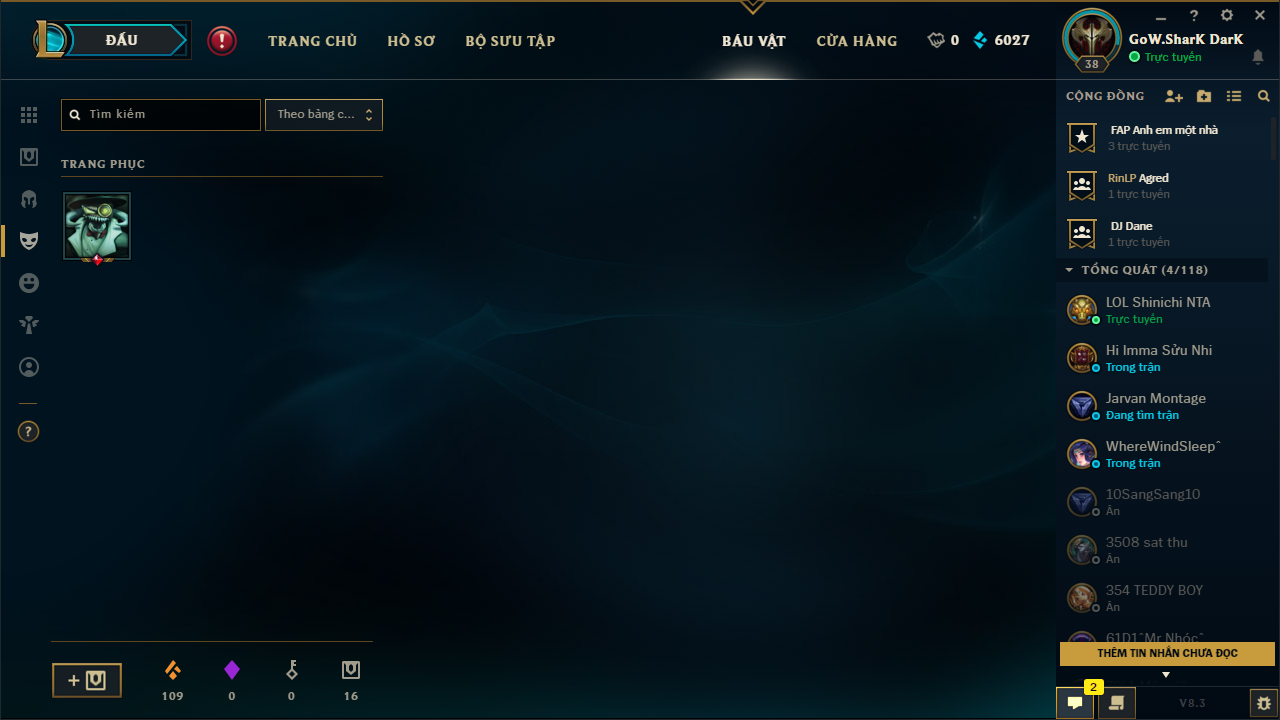 ĐẤU
TRANG CHỦ
HỒ SƠ
BỘ SƯU TẬP
BÁU VẬT
CỬA HÀNG
0
6027
38
GoW.SharK DarK
Trực tuyến
Tìm kiếm
Theo bảng c...
TRANG PHỤC
109
0
0
16
CỘNG ĐỒNG
FAP Anh em một nhà
3 trực tuyến
RinLP Agred
1 trực tuyến
DJ Dane
1 trực tuyến
TỔNG QUÁT (4/118)
LOL Shinichi NTA
Trực tuyến
Hi Imma Sửu Nhi
Trong trận
Jarvan Montage
Đang tìm trận
WhereWindSleep^
Trong trận
10SangSang10
Ẩn
3508 sat thu
Ẩn
354 TEDDY BOY
Ẩn
61D1^Mr Nhóc^
THÊM TIN NHẮN CHƯA ĐỌC
2
V8.3